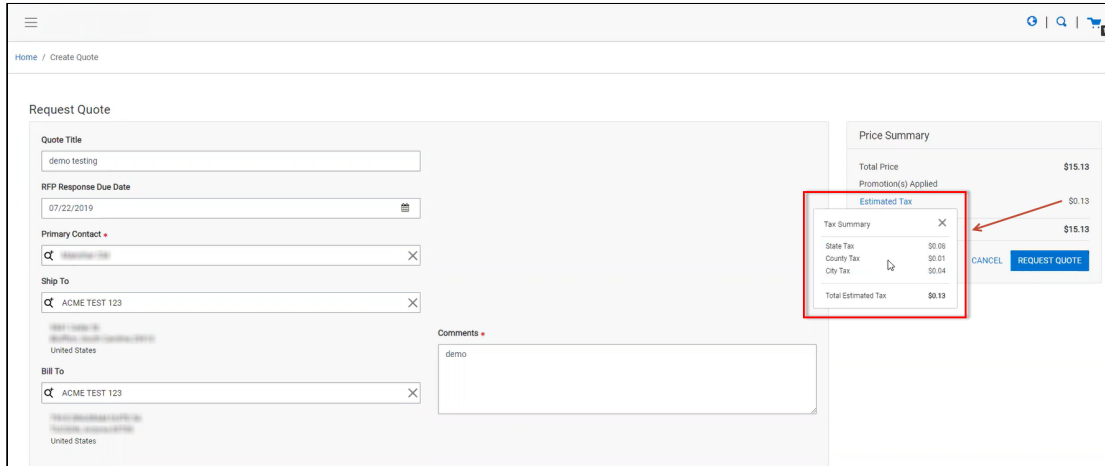 Home / Create Quote
Request Quote
Quote Title
demo testing
RFP Response Due Date
07/22/2019
Primary Contact •
Ship To
ACME TEST 123
United States
Bill To
ACME TEST 123
United States
Comments •
demo
Price Summary
Total Price $15.13
Promotion(s) Applied
Estimated Tax $0.13
$15.13
CANCEL REQUEST QUOTE
Tax Summary
State Tax $0.08
County Tax $0.01
City Tax $0.04
Total Estimated Tax $0.13